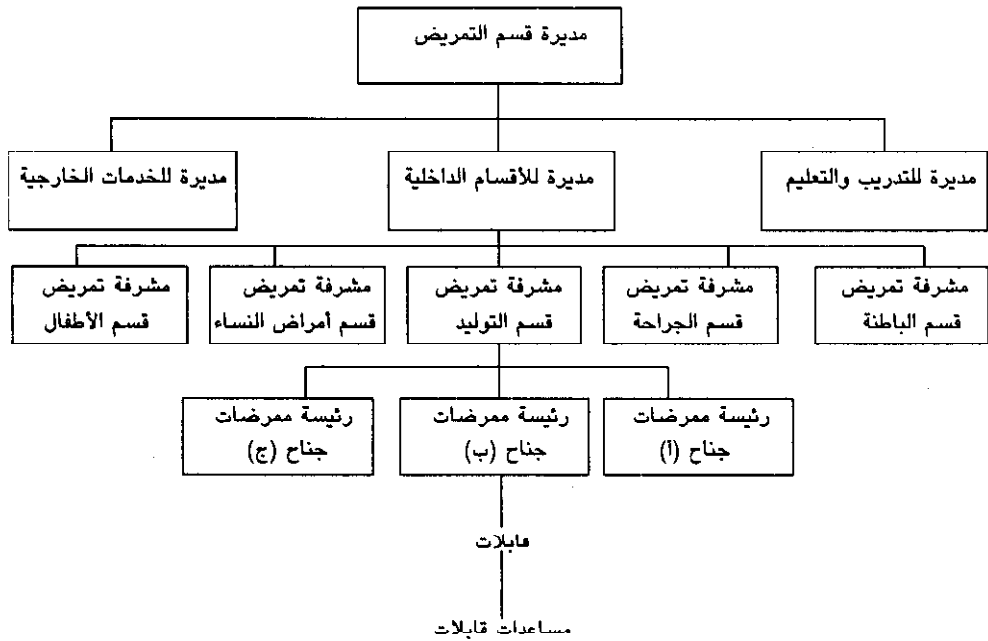 مديرة قسم التمريض
مديرة للتدريب والتعليم
مديرة للأقسام الداخلية
مديرة للخدمات الخارجية
مشرفة تمريض
قسم الباطنة
مشرفة تمريض
قسم الجراحة
مشرفة تمريض
قسم التوليد
مشرفة تمريض
قسم أمراض النساء
مشرفة تمريض
قسم الأطفال
رئيسة ممرضات
جناح (أ)
رئيسة ممرضات
جناح (ب)
رئيسة ممرضات
جناح (ج)
قابلات
مساعدات قابلات